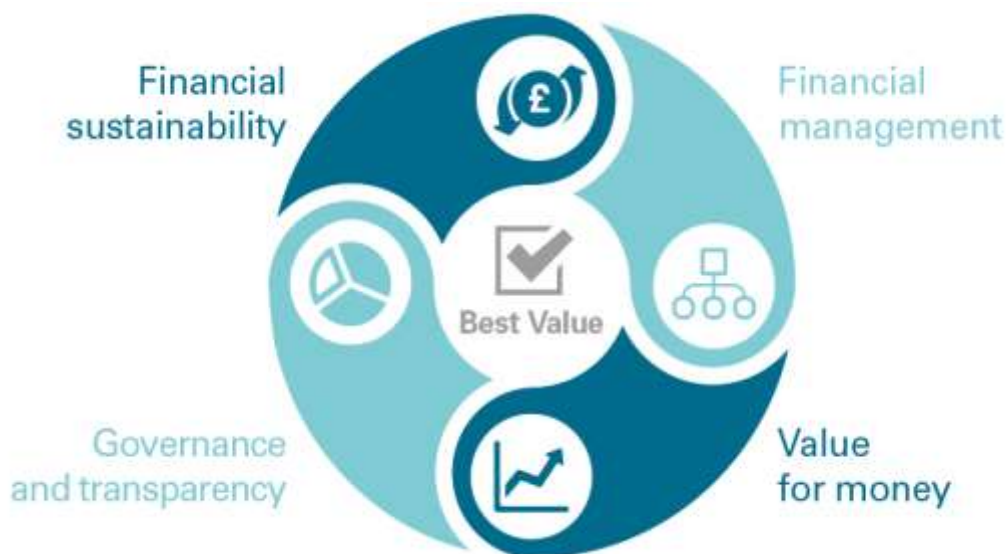 Financial
sustainability
Financial
management
£
Best Value
Governance
and transparency
Value
for money